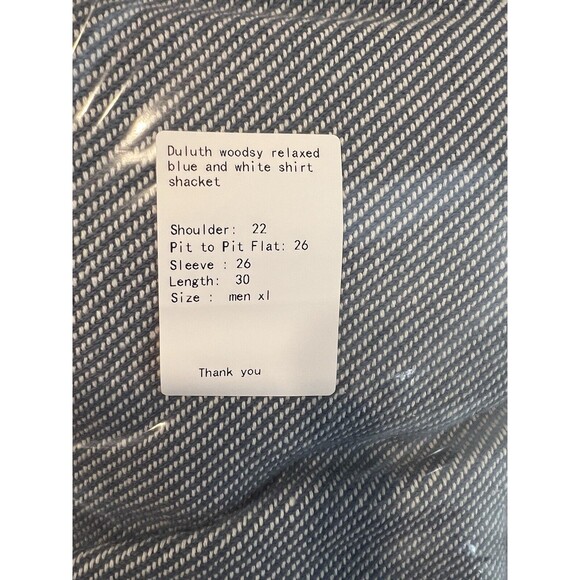 Duluth woodsy relaxed
blue and white shirt
shacket
Shoulder: 22
Pit to Pit Flat: 26
Sleeve : 26
Length: 30
Size : men xl
Thank you